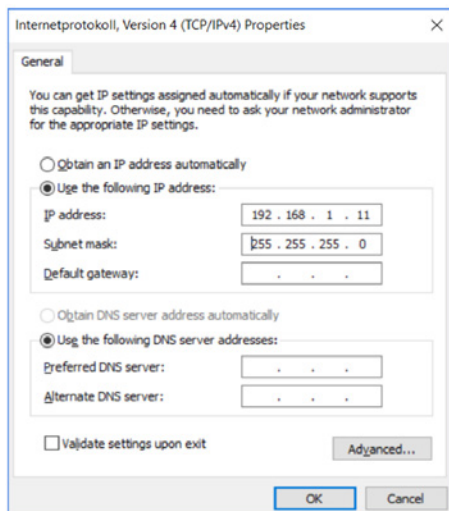 Internetprotokoll, Version 4 (TCP/IPv4) Properties
General
You can get IP settings assigned automatically if your network supports
this capability. Otherwise, you need to ask your network administrator
for the appropriate IP settings.
Obtain an IP address automatically
Use the following IP address:
IP address: 192 . 168 . 1 . 11
Subnet mask: 255 . 255 . 255 . 0
Default gateway: . . .
Obtain DNS server address automatically
Use the following DNS server addresses:
Preferred DNS server: . . .
Alternate DNS server: . . .
Validate settings upon exit
Advanced...
OK Cancel